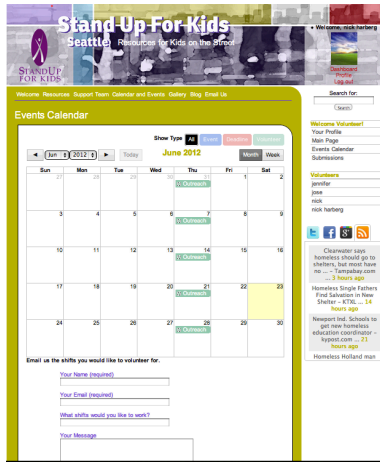 Stand Up For Kids
Seattle Resources for Kids on the Street
STANDUP
FOR KIDS
Welcome, nick harberg
Dashboard
Profile
Log out
Welcome Resources Support Team Calendar and Events Gallery Blog Email Us
Events Calendar
Show Type All Event Deadline Volunteers
◄ Jun 2012 ► Today June 2012 Month Week
Sun Mon Tue Wed Thu Fri Sat
27 28 29 30 31 1 2
Outreach
3 4 5 6 7 8 9
Outreach
10 11 12 13 14 15 16
Outreach
17 18 19 20 21 22 23
Outreach
24 25 26 27 28 29 30
Outreach
Email us the shifts you would like to volunteer for.
Your Name (required)
Your Email (required)
What shifts would you like to work?
Your Message
Search for:
Search
Welcome Volunteer!
Your Profile
Main Page
Events Calendar
Submissions
Volunteers
jennifer
jose
nick
nick harberg
Clearwater says
homeless should go to
shelters, but most have
no ... - Tampabay.com
... 3 hours ago
Homeless Single Fathers
Find Salvation in New
Shelter - KTXL ... 14
hours ago
Newport Ind. Schools to
get new homeless
education coordinator -
kypost.com ... 21
hours ago
Homeless Holland man